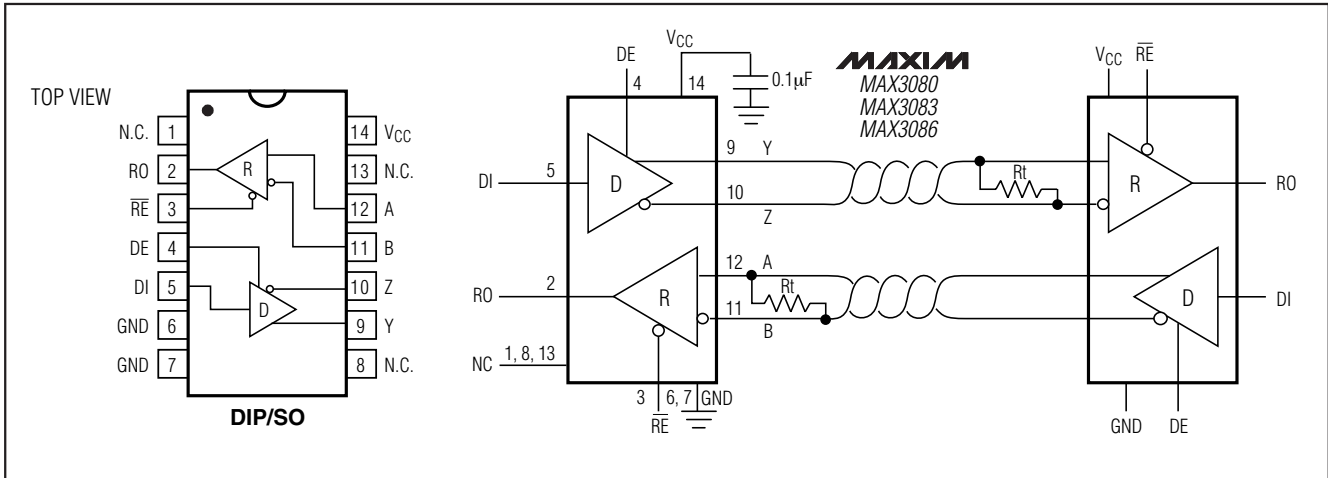 TOP VIEW
N.C. 1
RO 2
RE 3
DE 4
DI 5
GND 6
GND 7
14 VCC
13 N.C.
12 A
11 B
10 Z
9 Y
8 N.C.
R
D
DIP/SO
DE
4
VCC
14
0.1μF
MAXIM
MAX3080
MAX3083
MAX3086
DI 5
D
9 Y
10
Z
Rt
RO 2
R
12 A
11
B
Rt
NC 1, 8, 13
3
RE
6, 7 GND
VCC
RE
R
RO
D
DI
GND
DE